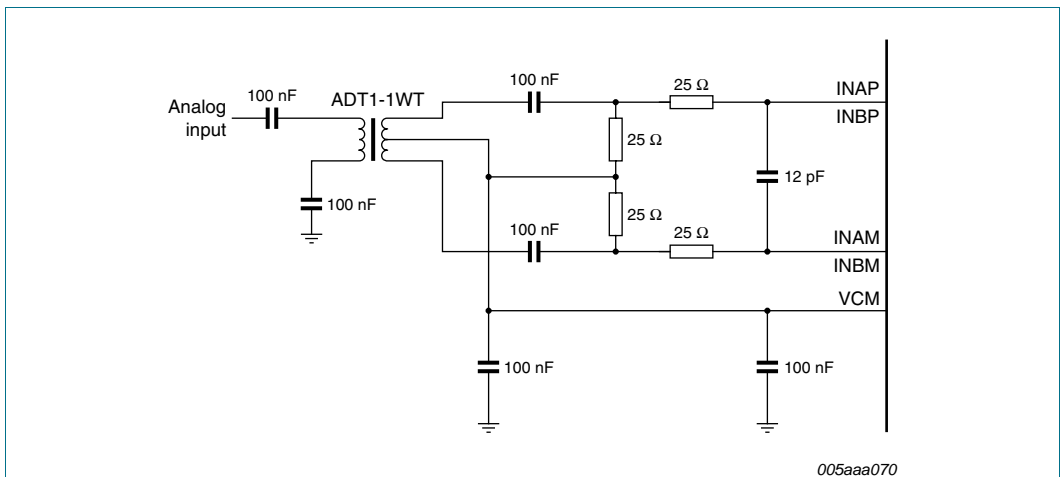 Analog
input
100 nF
ADT1-1WT
100 nF
100 nF
25 Ω
25 Ω
25 Ω
25 Ω
100 nF
12 pF
INAP
INBP
INAM
INBM
VCM
100 nF
100 nF
005aaa070